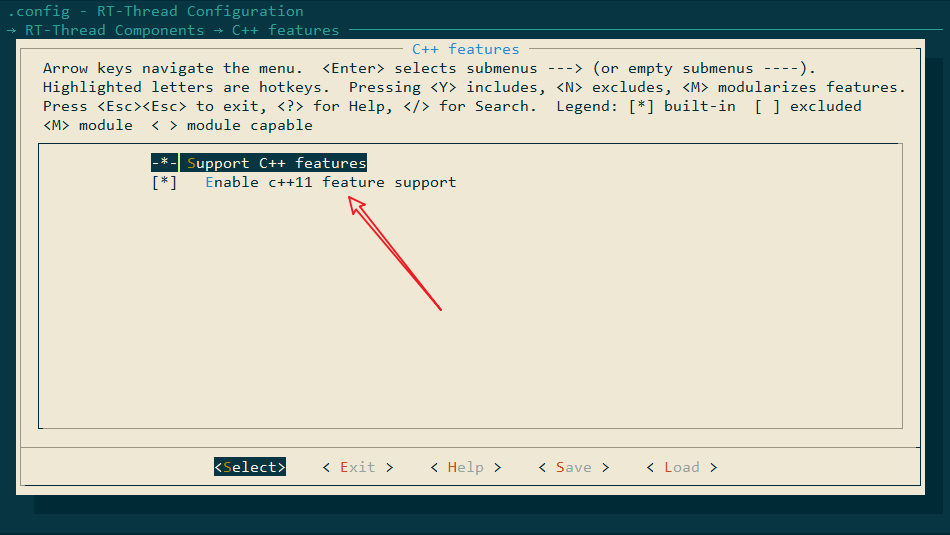 .config - RT-Thread Configuration
→ RT-Thread Components → C++ features
C++ features
Arrow keys navigate the menu.  <Enter> selects submenus ---> (or empty submenus ----).
Highlighted letters are hotkeys.  Pressing <Y> includes, <N> excludes, <M> modularizes features.
Press <Esc><Esc> to exit, <?> for Help, </> for Search.  Legend: [*] built-in  [ ] excluded
<M> module  < > module capable
-*- Support C++ features
[*]   Enable c++11 feature support
<Select>    < Exit >    < Help >    < Save >    < Load >